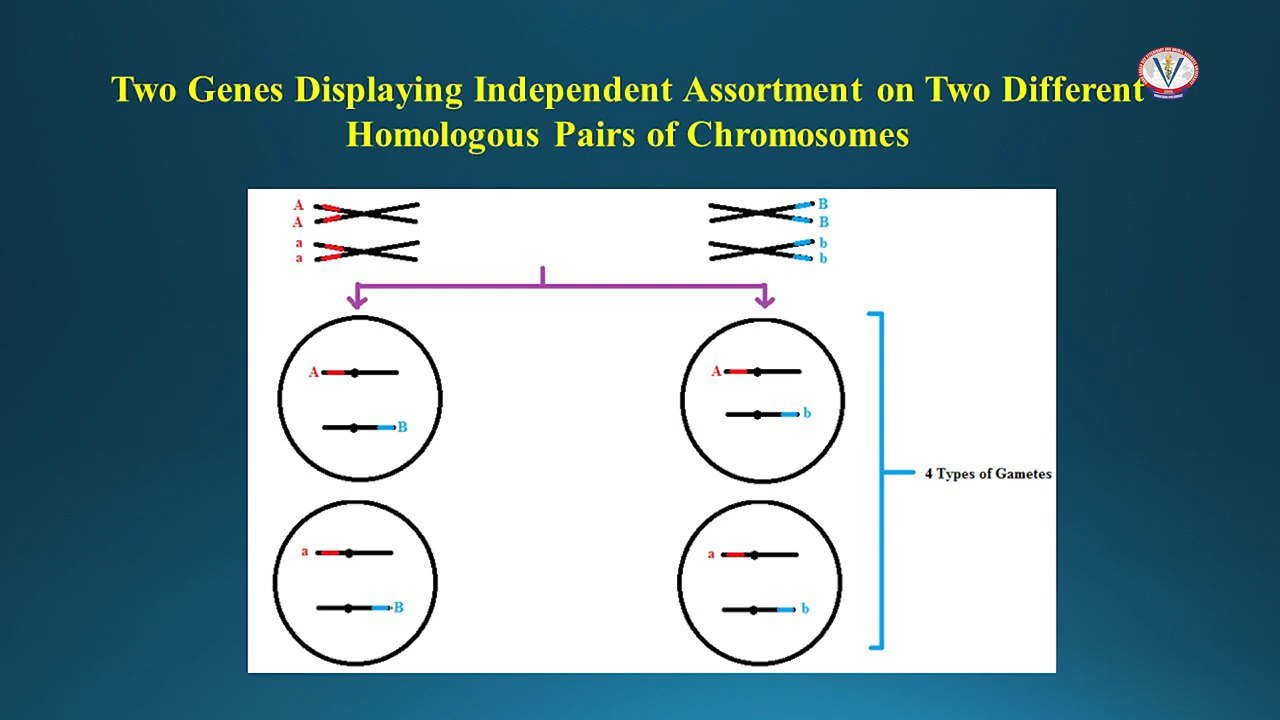 Two Genes Displaying Independent Assortment on Two Different
Homologous Pairs of Chromosomes
A
A
a
a
B
B
b
b
A
B
A
b
4 Types of Gametes
a
B
a
b